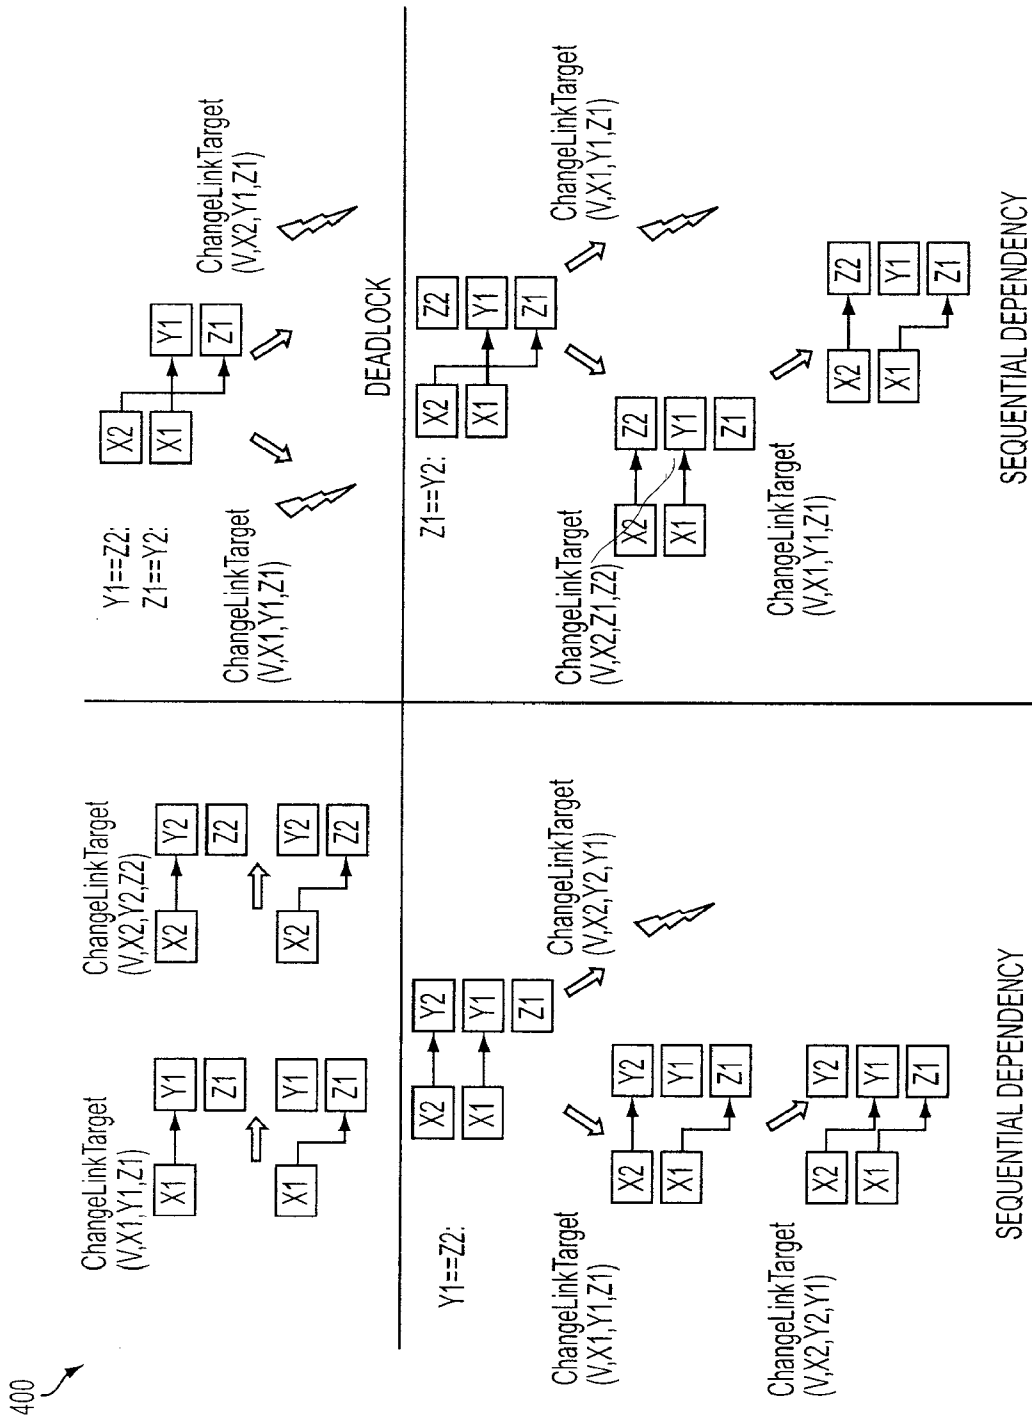 400
ChangeLinkTarget
(V,X1,Y1,Z1)
X1
Y1
Z1
X1
Y1
Z1
ChangeLinkTarget
(V,X2,Y2,Z2)
X2
Y2
Z2
X2
Y2
Z2
Y1==Z2:
Z1==Y2:
X2
X1
Y1
Z1
ChangeLinkTarget
(V,X1,Y1,Z1)
ChangeLinkTarget
(V,X2,Y1,Z1)
DEADLOCK
Y1==Z2:
X2
Y2
X1
Y1
Z1
ChangeLinkTarget
(V,X1,Y1,Z1)
ChangeLinkTarget
(V,X2,Y2,Y1)
X2
Y2
X1
Y1
Z1
ChangeLinkTarget
(V,X2,Y2,Y1)
X2
Y2
X1
Y1
Z1
SEQUENTIAL DEPENDENCY
Z1==Y2:
X2
Z2
X1
Y1
Z1
ChangeLinkTarget
(V,X2,Z1,Z2)
ChangeLinkTarget
(V,X1,Y1,Z1)
X2
Z2
X1
Y1
Z1
ChangeLinkTarget
(V,X1,Y1,Z1)
X2
Z2
X1
Y1
Z1
SEQUENTIAL DEPENDENCY